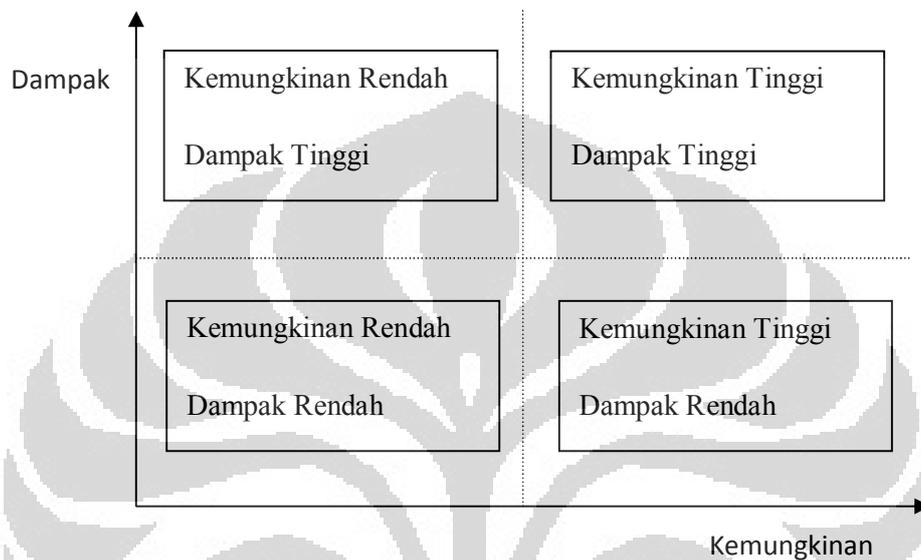 Dampak
Kemungkinan Rendah
Dampak Tinggi
Kemungkinan Tinggi
Dampak Tinggi
Kemungkinan Rendah
Dampak Rendah
Kemungkinan Tinggi
Dampak Rendah
Kemungkinan